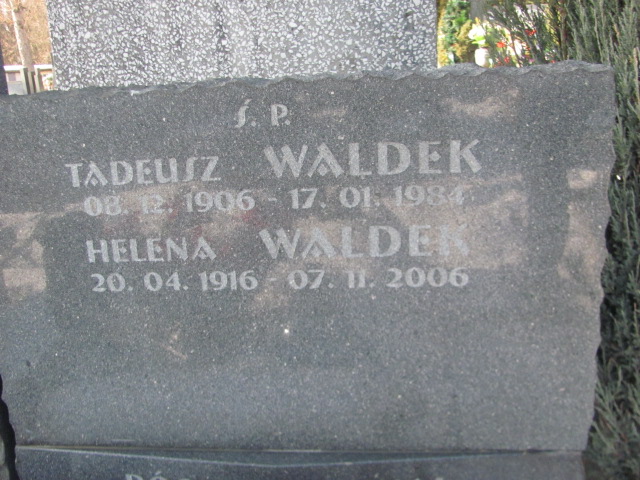 Ś. P.
TADEUSZ WALDEK
08. 12. 1906 - 17. 01. 1984
HELENA WALDEK
20. 04. 1916 - 07. 11. 2006